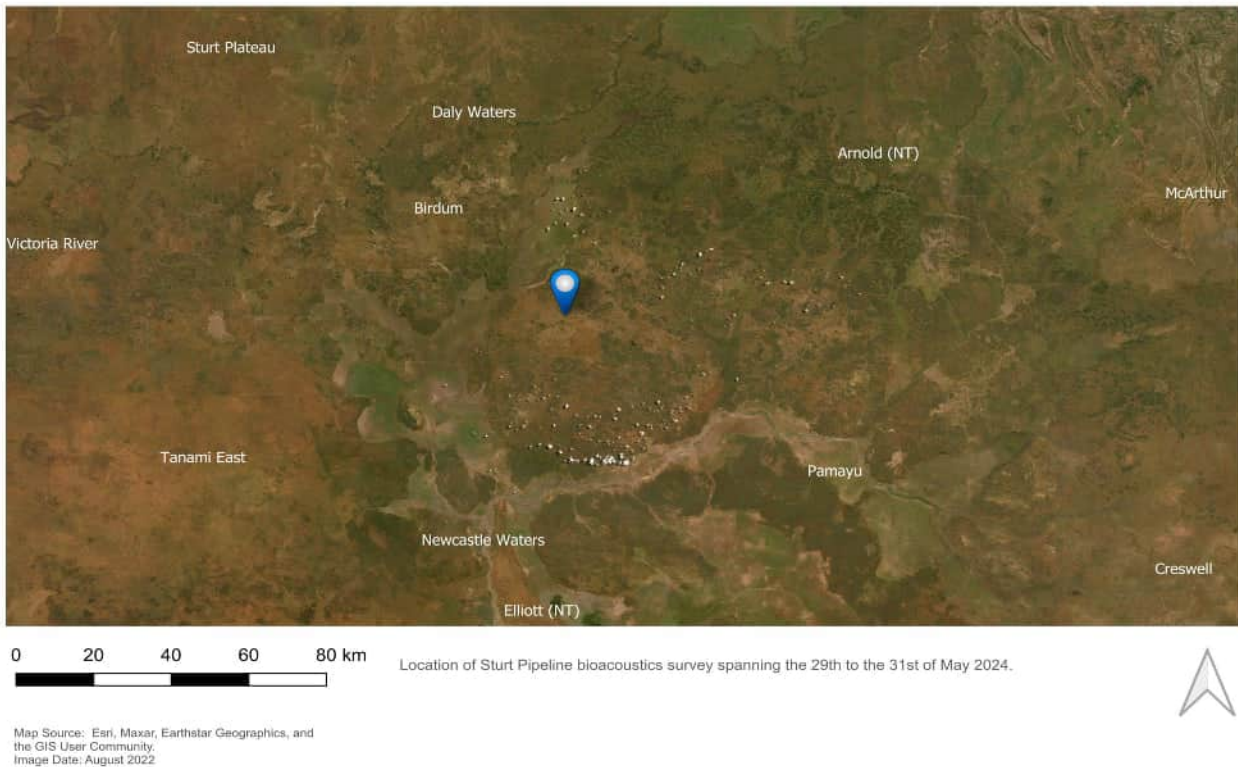 Sturt Plateau
Daly Waters
Arnold (NT)
McArthur
Birdum
Victoria River
Tanami East
Pamayu
Newcastle Waters
Creswell
Elliott (NT)
0 20 40 60 80 km
Location of Sturt Pipeline bioacoustics survey spanning the 29th to the 31st of May 2024.
Map Source: Esri, Maxar, Earthstar Geographics, and
the GIS User Community.
Image Date: August 2022